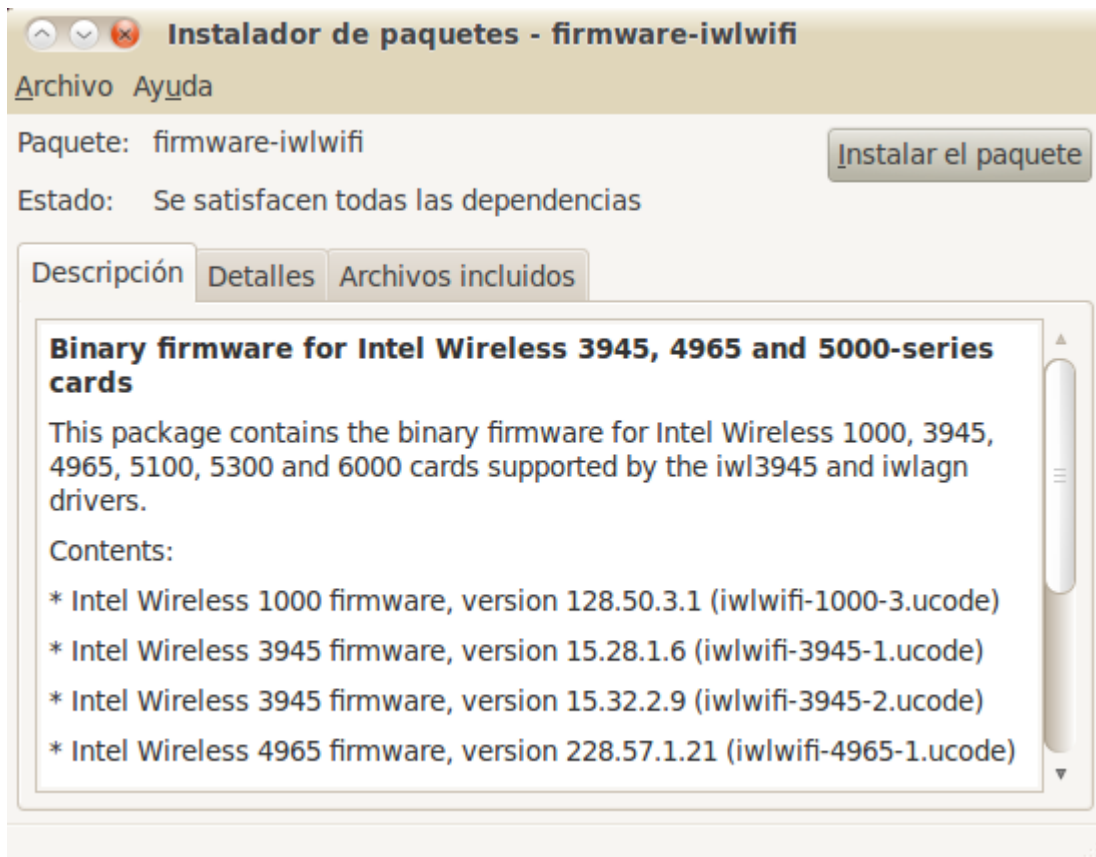 Instalador de paquetes - firmware-iwlwifi
Archivo Ayuda
Paquete: firmware-iwlwifi
Instalar el paquete
Estado: Se satisfacen todas las dependencias
Descripción Detalles Archivos incluidos
Binary firmware for Intel Wireless 3945, 4965 and 5000-series
cards
This package contains the binary firmware for Intel Wireless 1000, 3945,
4965, 5100, 5300 and 6000 cards supported by the iwl3945 and iwlagn
drivers.
Contents:
* Intel Wireless 1000 firmware, version 128.50.3.1 (iwlwifi-1000-3.ucode)
* Intel Wireless 3945 firmware, version 15.28.1.6 (iwlwifi-3945-1.ucode)
* Intel Wireless 3945 firmware, version 15.32.2.9 (iwlwifi-3945-2.ucode)
* Intel Wireless 4965 firmware, version 228.57.1.21 (iwlwifi-4965-1.ucode)